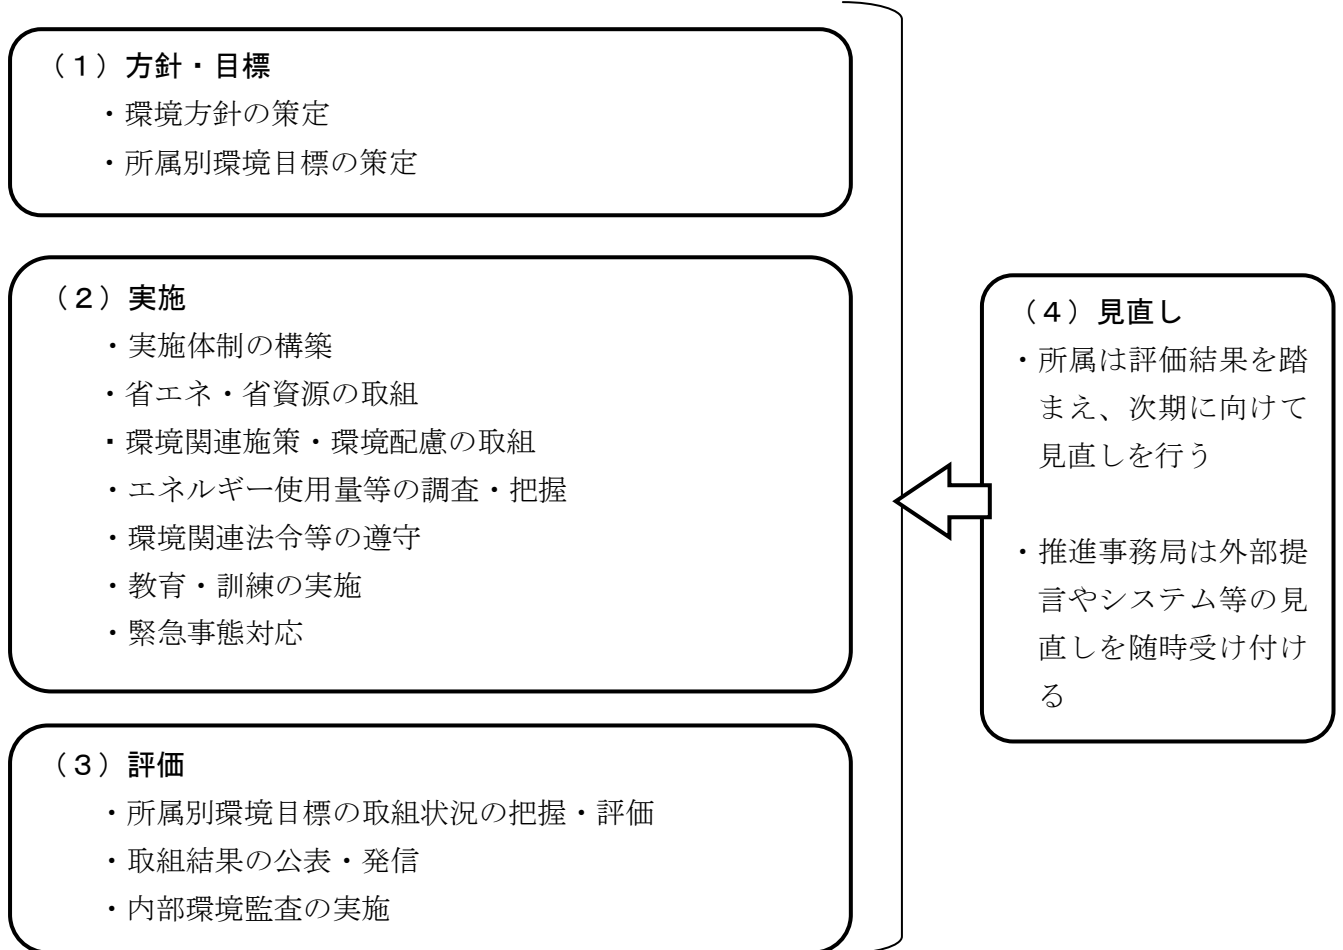 （１）方針・目標
・環境方針の策定
・所属別環境目標の策定
（２）実施
・実施体制の構築
・省エネ・省資源の取組
・環境関連施策・環境配慮の取組
・エネルギー使用量等の調査・把握
・環境関連法令等の遵守
・教育・訓練の実施
・緊急事態対応
（３）評価
・所属別環境目標の取組状況の把握・評価
・取組結果の公表・発信
・内部環境監査の実施
（４）見直し
・所属は評価結果を踏
まえ、次期に向けて
見直しを行う
・推進事務局は外部提
言やシステム等の見
直しを随時受け付け
る